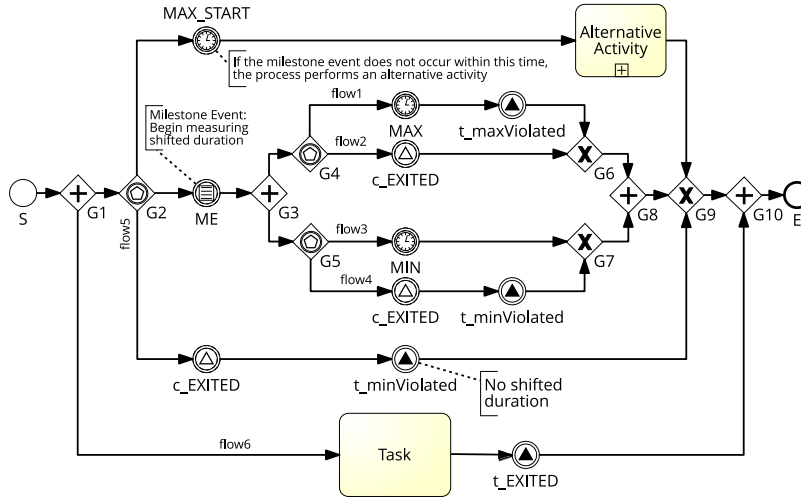 MAX_START
If the milestone event does not occur within this time,
the process performs an alternative activity
Alternative
Activity
Milestone Event:
Begin measuring
shifted duration
flow1
MAX
t_maxViolated
flow2
G4
c_EXITED
G6
S
G1
G2
ME
G3
G8
G9
G10
E
flow5
flow3
G5
MIN
G7
flow4
c_EXITED
t_minViolated
c_EXITED
t_minViolated
No shifted
duration
flow6
Task
t_EXITED